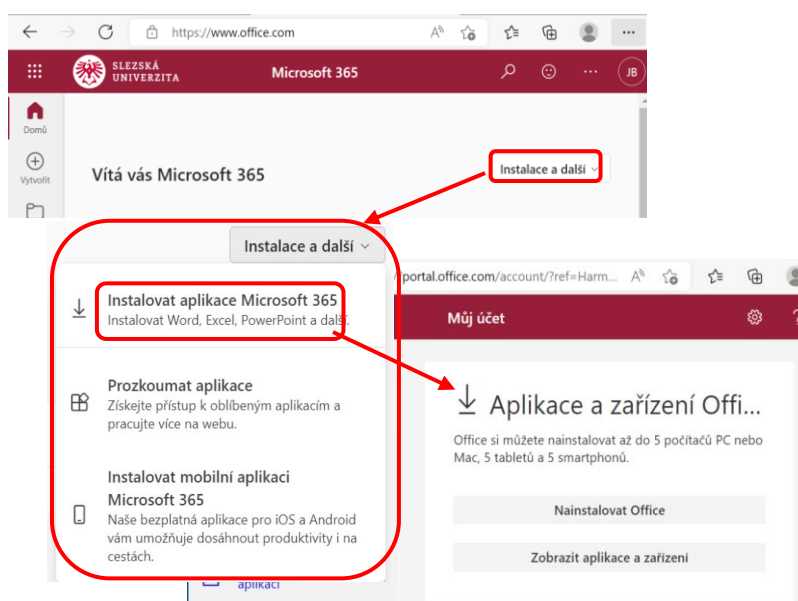 https://www.office.com
SLEZSKÁ
UNIVERZITA
Microsoft 365
JB
Domů
Vytvořit
Vítá vás Microsoft 365
Instalace a další
Instalace a další
Instalovat aplikace Microsoft 365
Instalovat Word, Excel, PowerPoint a další.
Prozkoumat aplikace
Získejte přístup k oblíbeným aplikacím a
pracujte více na webu.
Instalovat mobilní aplikaci
Microsoft 365
Naše bezplatná aplikace pro iOS a Android
vám umožňuje dosáhnout produktivity i na
cestách.
aplikací
/portal.office.com/account/?ref=Harm...
Můj účet
?
Aplikace a zařízení Offi...
Office si můžete nainstalovat až do 5 počítačů PC nebo
Mac, 5 tabletů a 5 smartphonů.
Nainstalovat Office
Zobrazit aplikace a zařízení